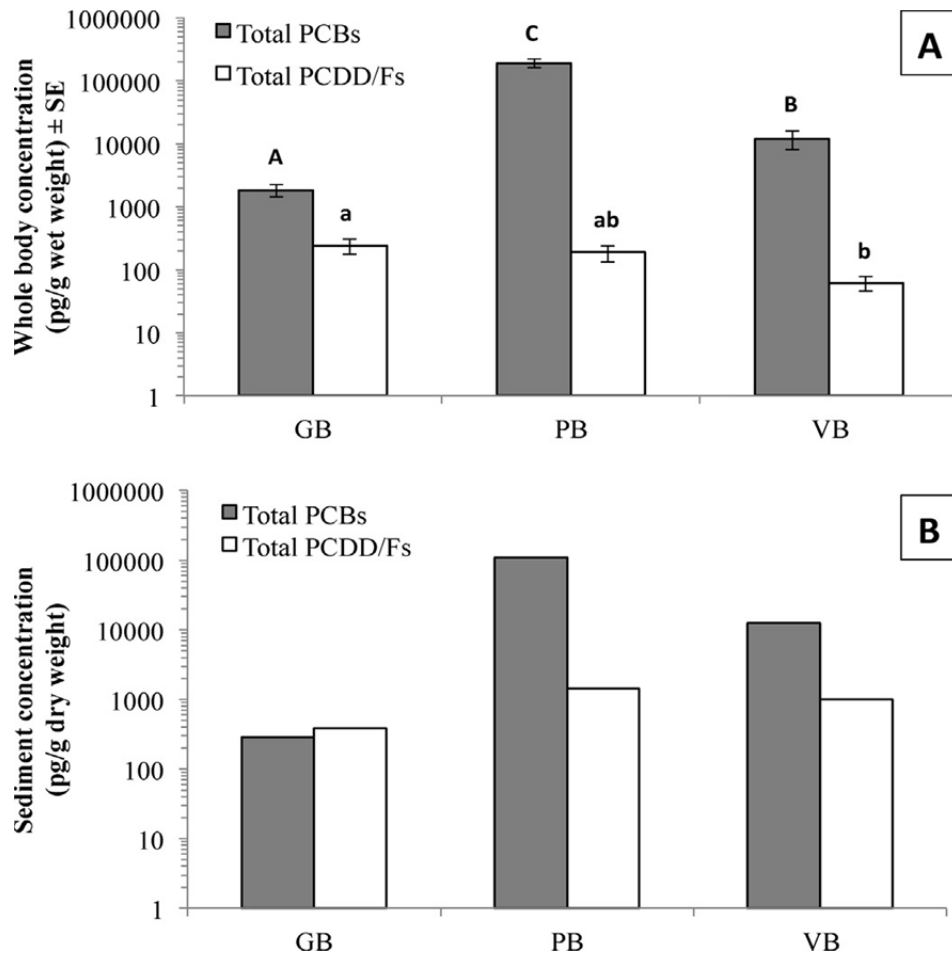 Whole body concentration
(pg/g wet weight) ± SE
1000000
100000
10000
1000
100
10
1
Total PCBs
Total PCDD/Fs
A
A
a
C
ab
B
b
GB
PB
VB
Sediment concentration
(pg/g dry weight)
1000000
100000
10000
1000
100
10
1
Total PCBs
Total PCDD/Fs
B
GB
PB
VB